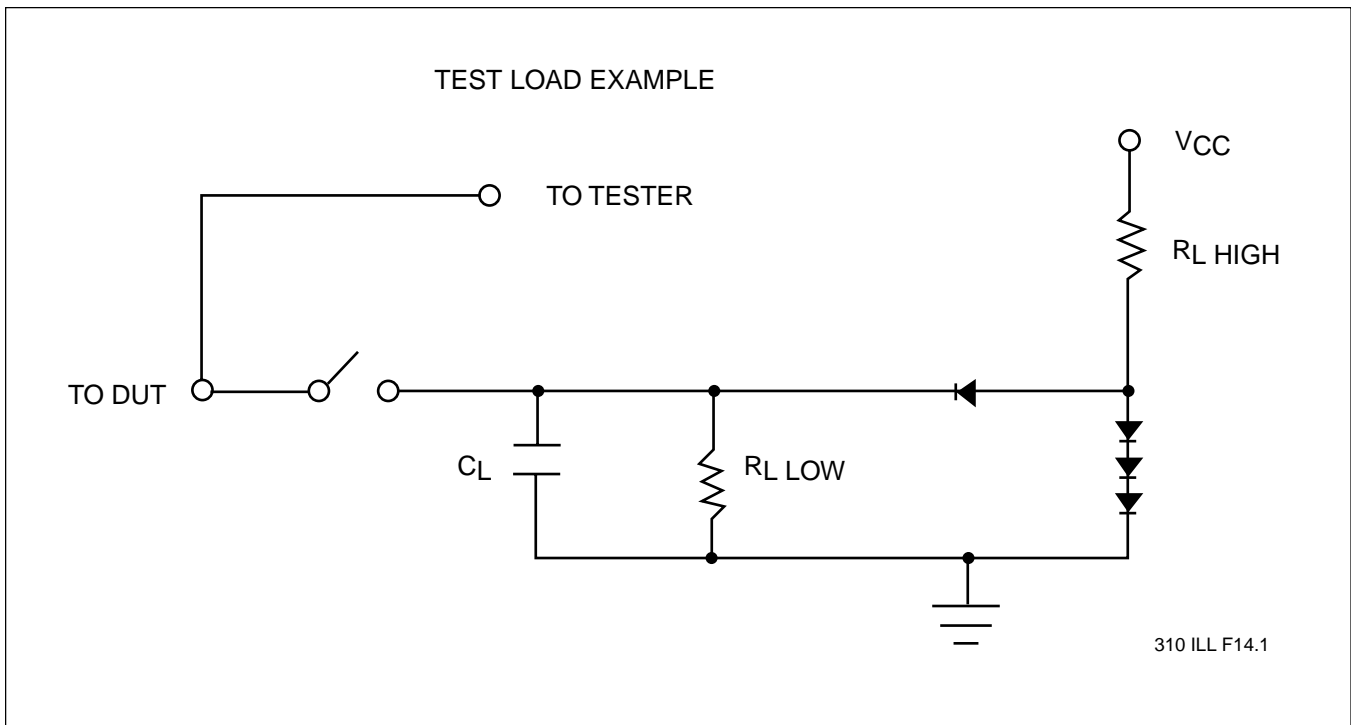 TEST LOAD EXAMPLE
VCC
TO TESTER
RL HIGH
TO DUT
CL
RL LOW
310 ILL F14.1